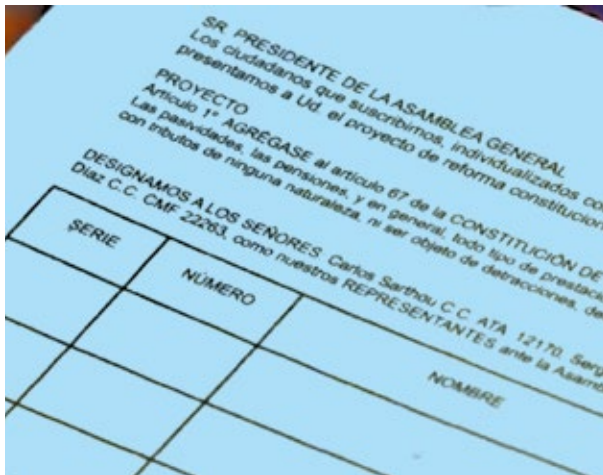 SR. PRESIDENTE DE LA ASAMBLEA GENERAL
Los ciudadanos que suscribimos, individualizados
presentamos a Ud. el proyecto de reforma
PROYECTO
Artículo 1° AGRÉGASE al artículo 67 de la CONSTITUCIÓN DE
Las pasividades, las pensiones, y en general, todo tipo de
con tributos de ninguna naturaleza, ni ser objeto de detracciones,
DESIGNAMOS A LOS SEÑORES. Carlos Sarthou C.C. ATA 12170,
Díaz C.C. CMF 22263, como nuestros REPRESENTANTES ante la
SERIE
NÚMERO
NOMBRE